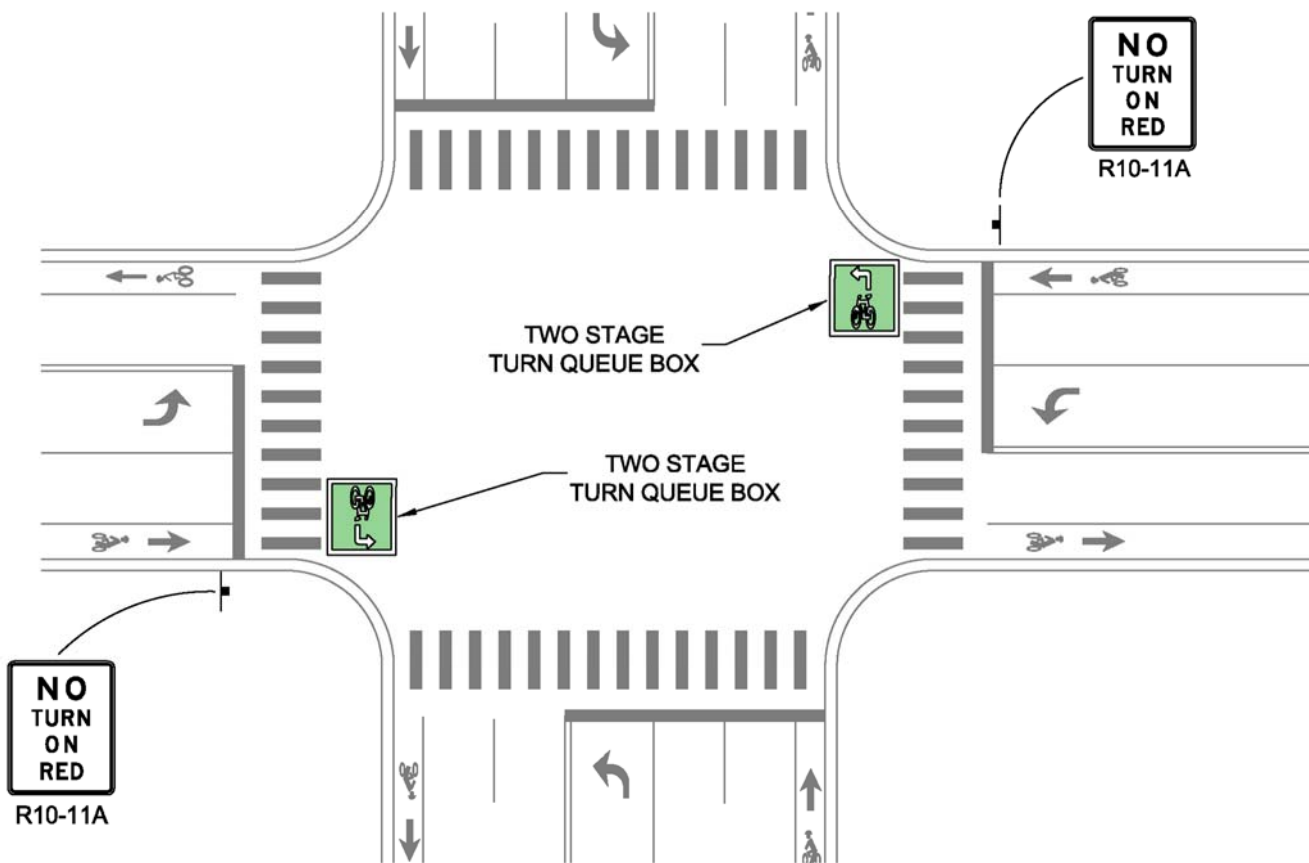 NO
TURN
ON
RED
R10-11A
TWO STAGE
TURN QUEUE BOX
TWO STAGE
TURN QUEUE BOX
NO
TURN
ON
RED
R10-11A